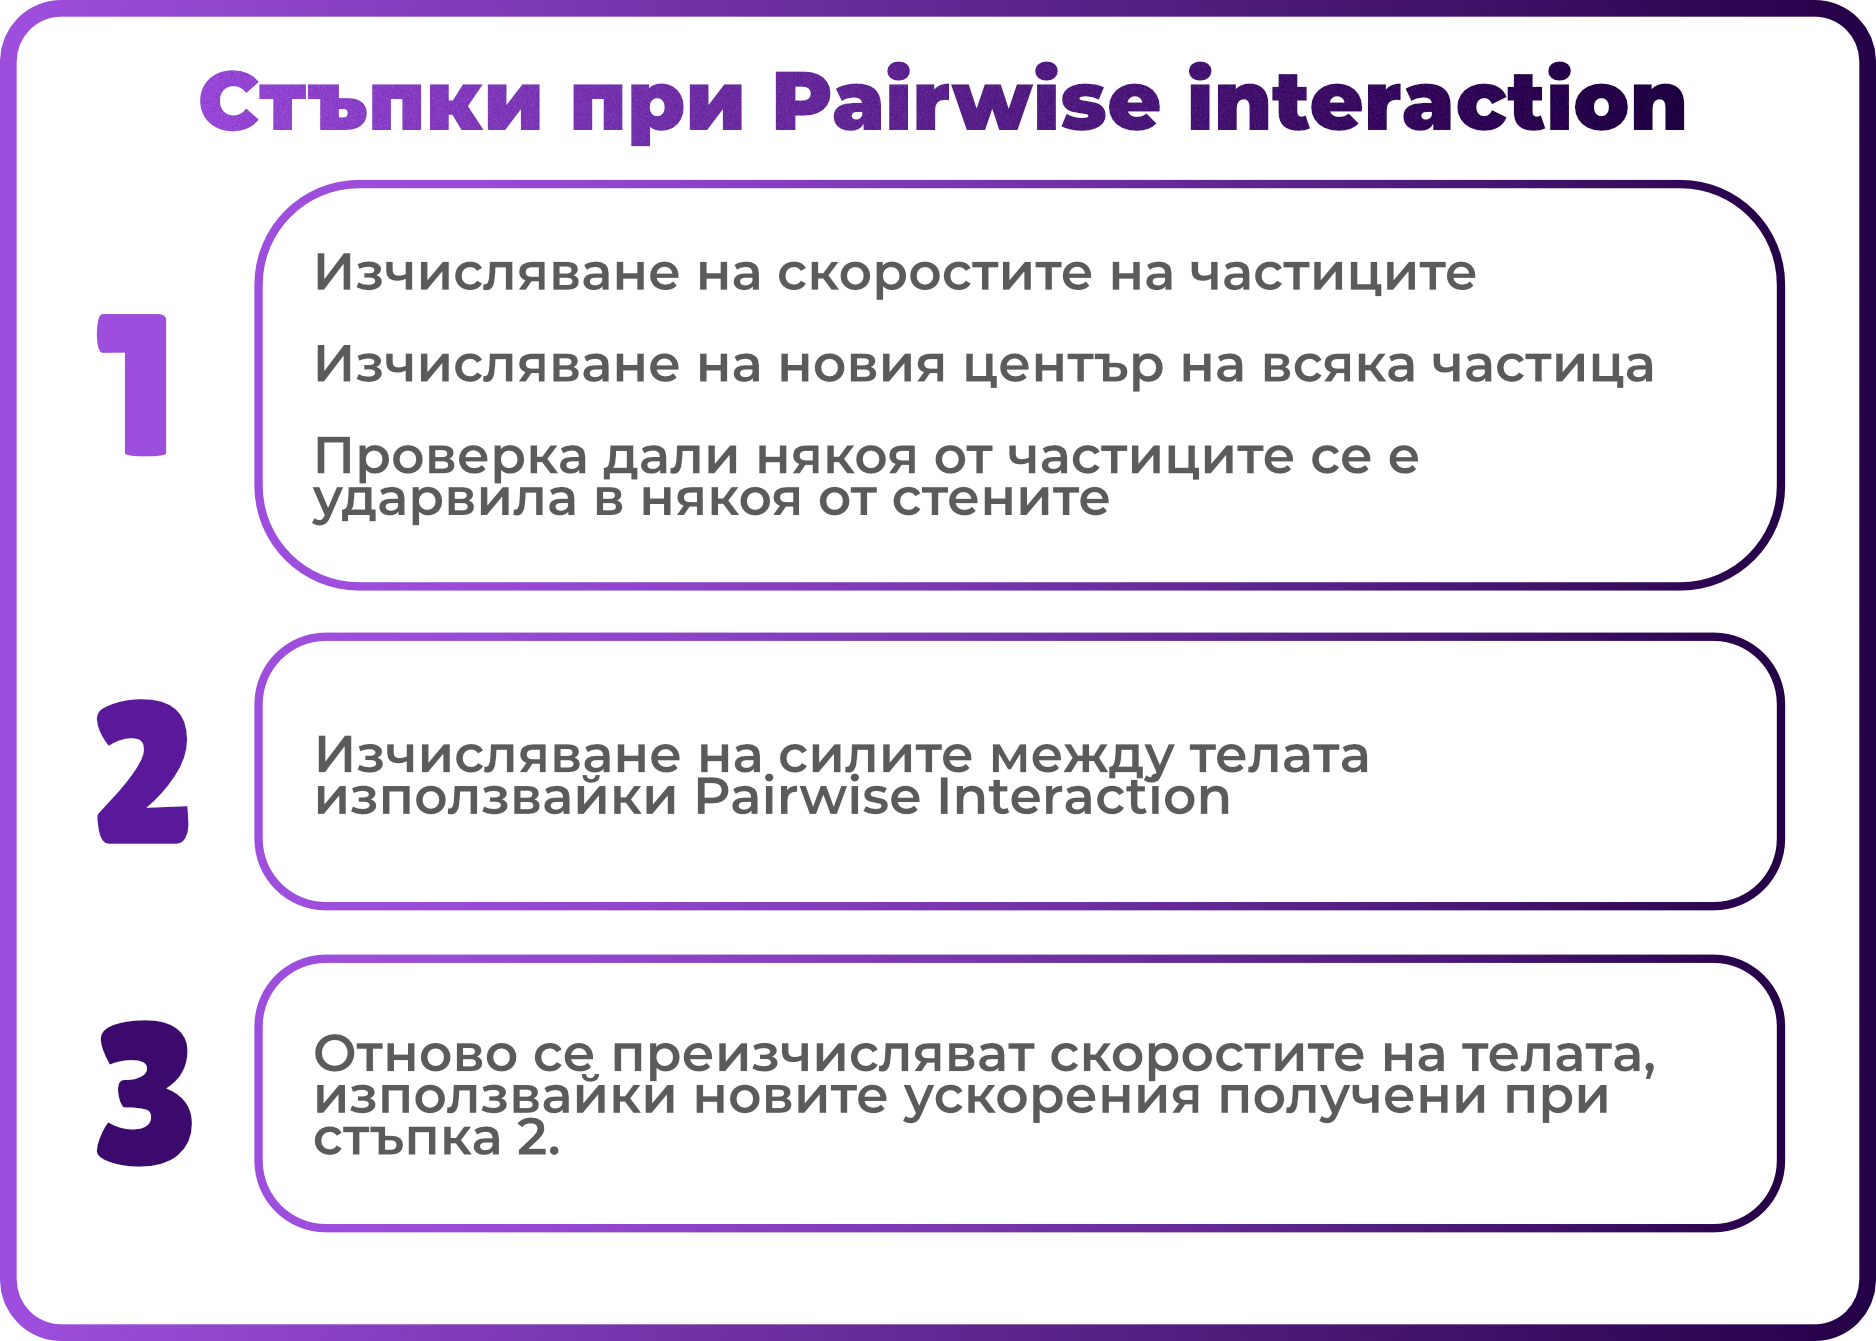 Стъпки при Pairwise interaction
1
Изчисляване на скоростите на частиците
Изчисляване на новия център на всяка частица
Проверка дали някоя от частиците се е
ударвила в някоя от стените
2
Изчисляване на силите между телата
използвайки Pairwise Interaction
3
Отново се преизчисляват скоростите на телата,
използвайки новите ускорения получени при
стъпка 2.